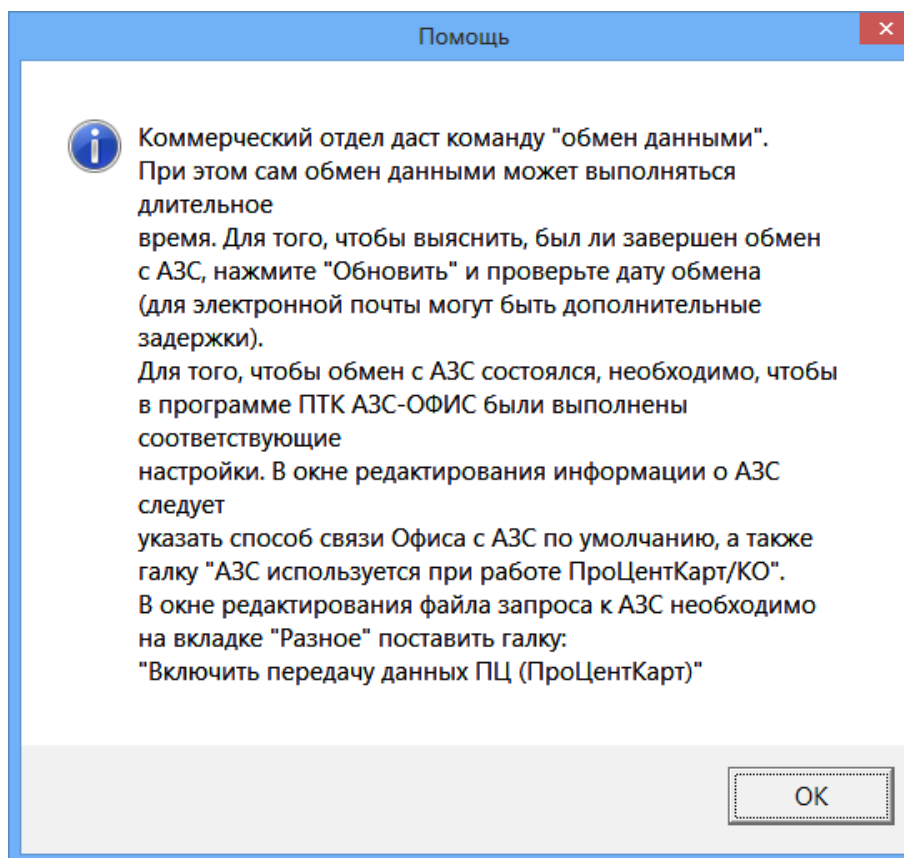 Помощь
Коммерческий отдел даст команду "обмен данными".
При этом сам обмен данными может выполняться
длительное
время. Для того, чтобы выяснить, был ли завершен обмен
с АЗС, нажмите "Обновить" и проверьте дату обмена
(для электронной почты могут быть дополнительные
задержки).
Для того, чтобы обмен с АЗС состоялся, необходимо, чтобы
в программе ПТК АЗС-ОФИС были выполнены
соответствующие
настройки. В окне редактирования информации о АЗС
следует
указать способ связи Офиса с АЗС по умолчанию, а также
галку "АЗС используется при работе ПроЦентКарт/КО".
В окне редактирования файла запроса к АЗС необходимо
на вкладке "Разное" поставить галку:
"Включить передачу данных ПЦ (ПроЦентКарт)"
OK